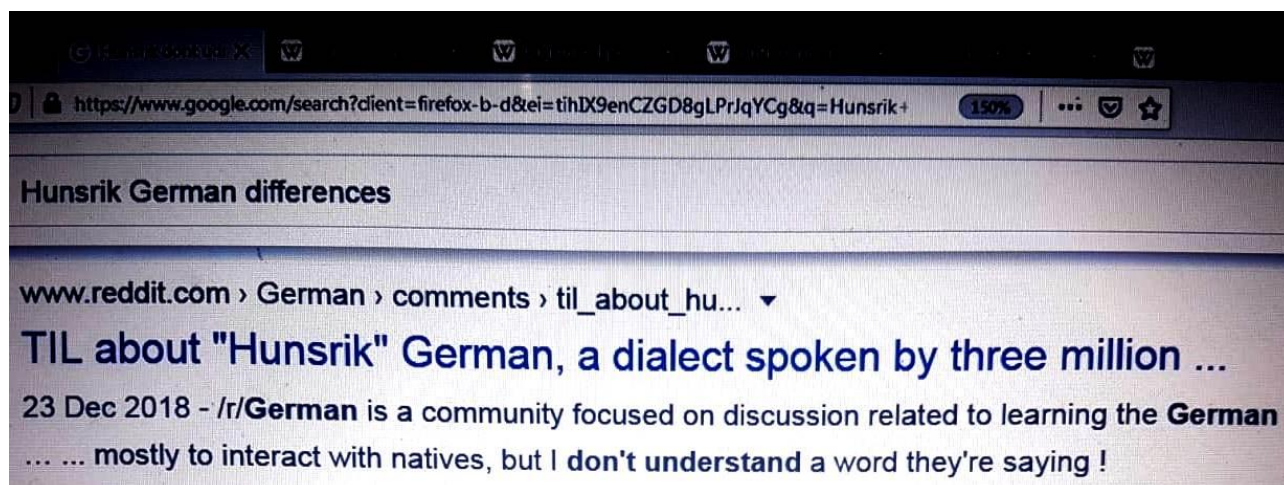 https://www.google.com/search?client=firefox-b-d&ei=tihIX9enCZGD8gLPrJqYCg&q=Hunsrik+ 150%
Hunsrik German differences
www.reddit.com › German › comments › til_about_hu...
TIL about "Hunsrik" German, a dialect spoken by three million ...
23 Dec 2018 - /r/German is a community focused on discussion related to learning the German
... ... mostly to interact with natives, but I don't understand a word they're saying !